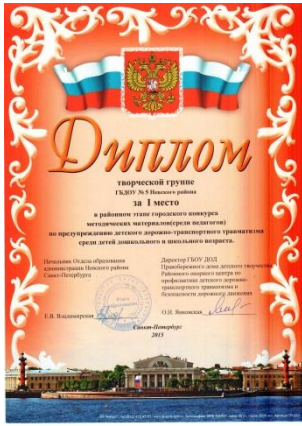 Диплом
творческой группе
ГБДОУ № 5 Невского района
за I место
в районном этапе городского конкурса
методических материалов(среди педагогов)
по предупреждению детского дорожно-транспортного травматизма
среди детей дошкольного и школьного возраста.
Начальник Отдела образования
администрации Невского района
Санкт-Петербурга
Директор ГБОУ ДОД
Правобережного дома детского творчества
Районного опорного центра по
профилактике детского дорожно-
транспортного травматизма и
безопасности дорожного движения
Е.В. Владимирская
О.И.
Санкт-Петербург
2015